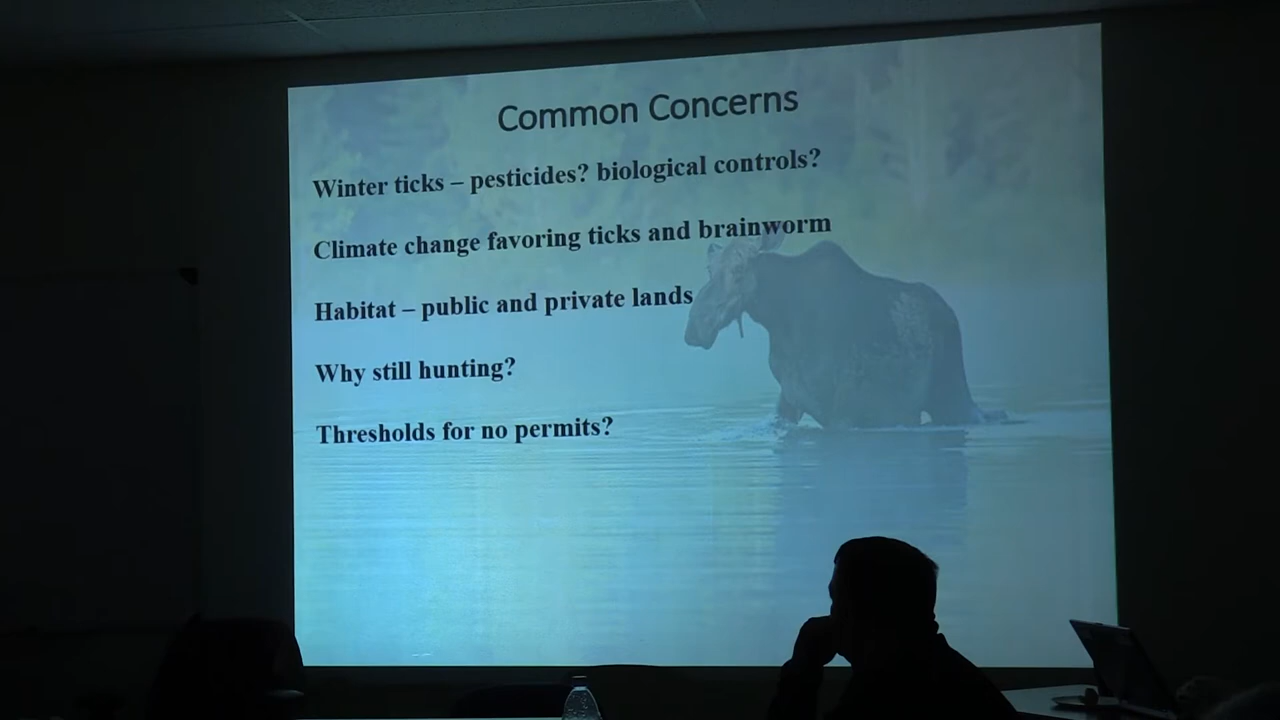 Common Concerns
Winter ticks – pesticides? biological controls?
Climate change favoring ticks and brainworm
Habitat – public and private lands
Why still hunting?
Thresholds for no permits?